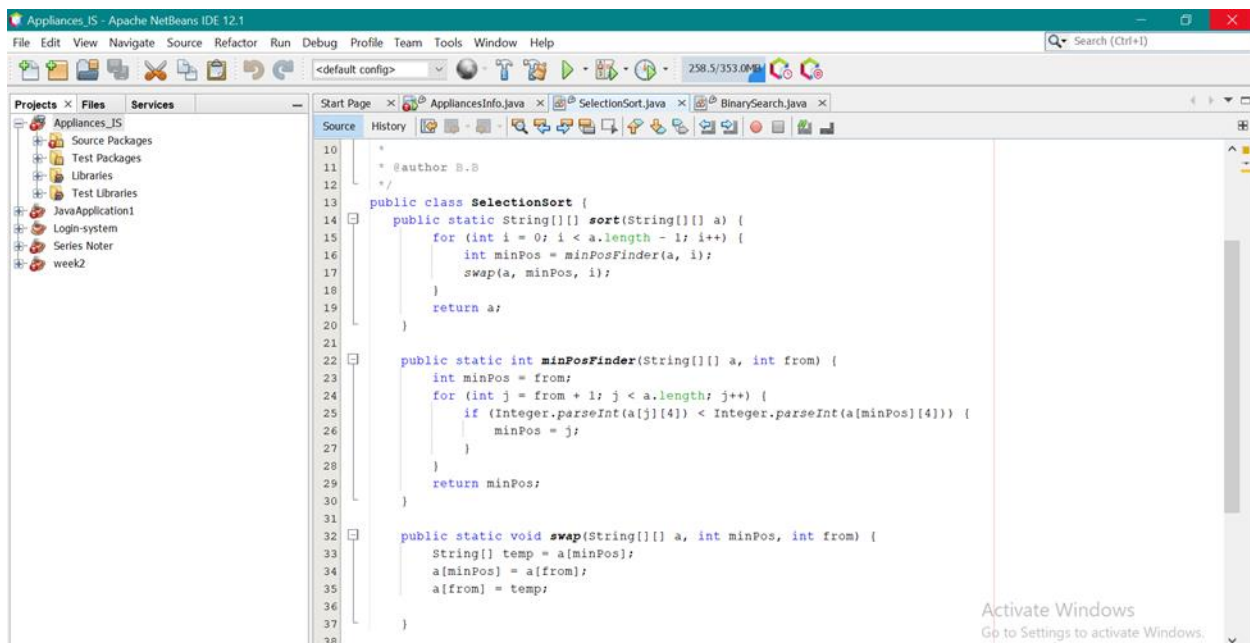 Appliances_IS - Apache NetBeans IDE 12.1
File Edit View Navigate Source Refactor Run Debug Profile Team Tools Window Help
Search (Ctrl+I)
<default config>
258.5/353.0MB
Projects × Files Services
Start Page × AppliancesInfo.java × SelectionSort.java × BinarySearch.java ×
Source History
Appliances_IS
Source Packages
Test Packages
Libraries
Test Libraries
JavaApplication1
Login-system
Series Noter
week2
10 *
11 * @author B.B
12 */
13 public class SelectionSort {
14 public static String[][] sort(String[][] a) {
15 for (int i = 0; i < a.length - 1; i++) {
16 int minPos = minPosFinder(a, i);
17 swap(a, minPos, i);
18 }
19 return a;
20 }
21
22 public static int minPosFinder(String[][] a, int from) {
23 int minPos = from;
24 for (int j = from + 1; j < a.length; j++) {
25 if (Integer.parseInt(a[j][4]) < Integer.parseInt(a[minPos][4])) {
26 minPos = j;
27 }
28 }
29 return minPos;
30 }
31
32 public static void swap(String[][] a, int minPos, int from) {
33 String[] temp = a[minPos];
34 a[minPos] = a[from];
35 a[from] = temp;
36
37 }
38
Activate Windows
Go to Settings to activate Windows.